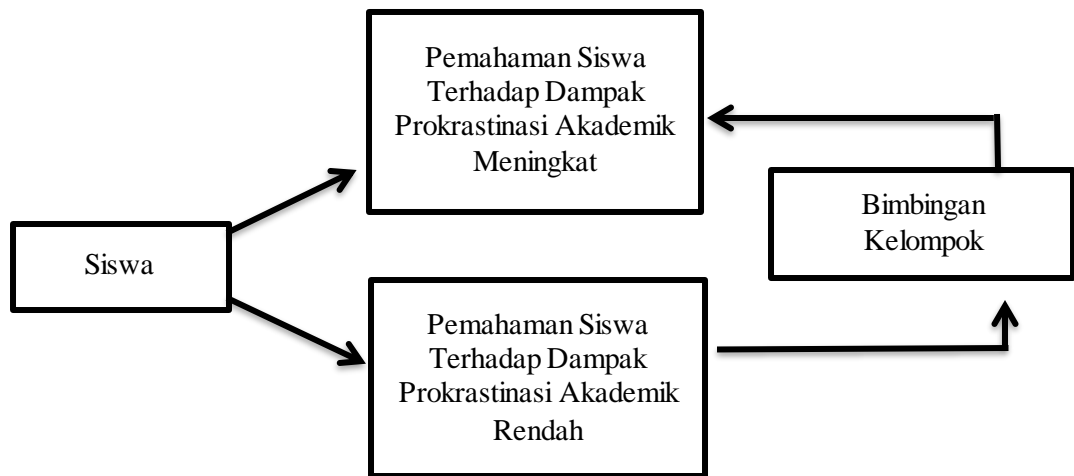 Pemahaman Siswa
Terhadap Dampak
Prokrastinasi Akademik
Meningkat
Bimbingan
Kelompok
Siswa
Pemahaman Siswa
Terhadap Dampak
Prokrastinasi Akademik
Rendah